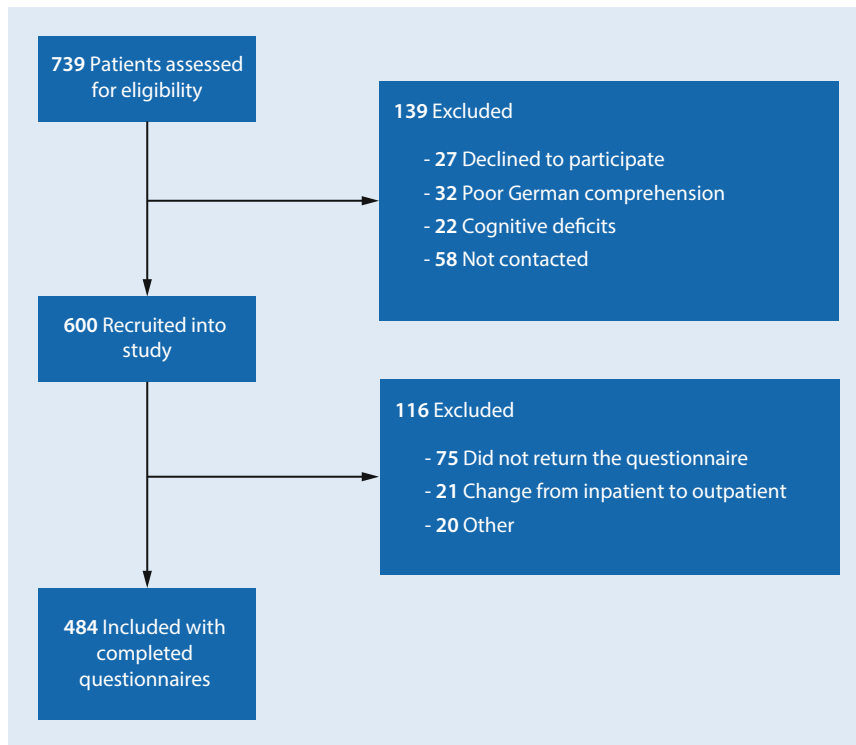 739 Patients assessed
for eligibility
139 Excluded
- 27 Declined to participate
- 32 Poor German comprehension
- 22 Cognitive deficits
- 58 Not contacted
600 Recruited into
study
116 Excluded
- 75 Did not return the questionnaire
- 21 Change from inpatient to outpatient
- 20 Other
484 Included with
completed
questionnaires